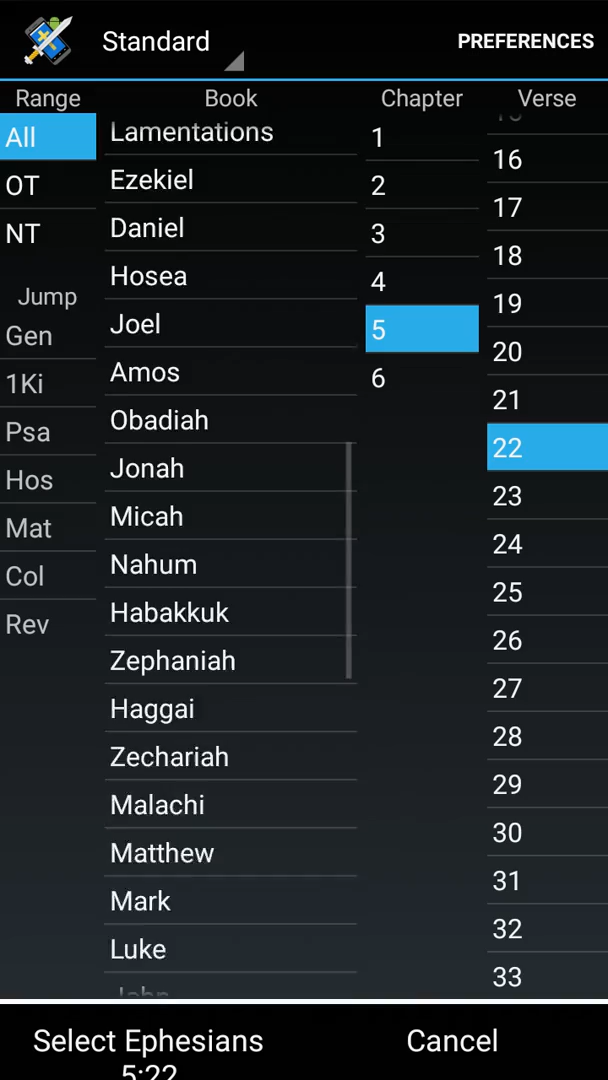 Standard
PREFERENCES
Range
Book
Chapter
Verse
All
OT
NT
Jump
Gen
1Ki
Psa
Hos
Mat
Col
Rev
Lamentations
Ezekiel
Daniel
Hosea
Joel
Amos
Obadiah
Jonah
Micah
Nahum
Habakkuk
Zephaniah
Haggai
Zechariah
Malachi
Matthew
Mark
Luke
John
1
2
3
4
5
6
16
17
18
19
20
21
22
23
24
25
26
27
28
29
30
31
32
33
Select Ephesians
5:22
Cancel